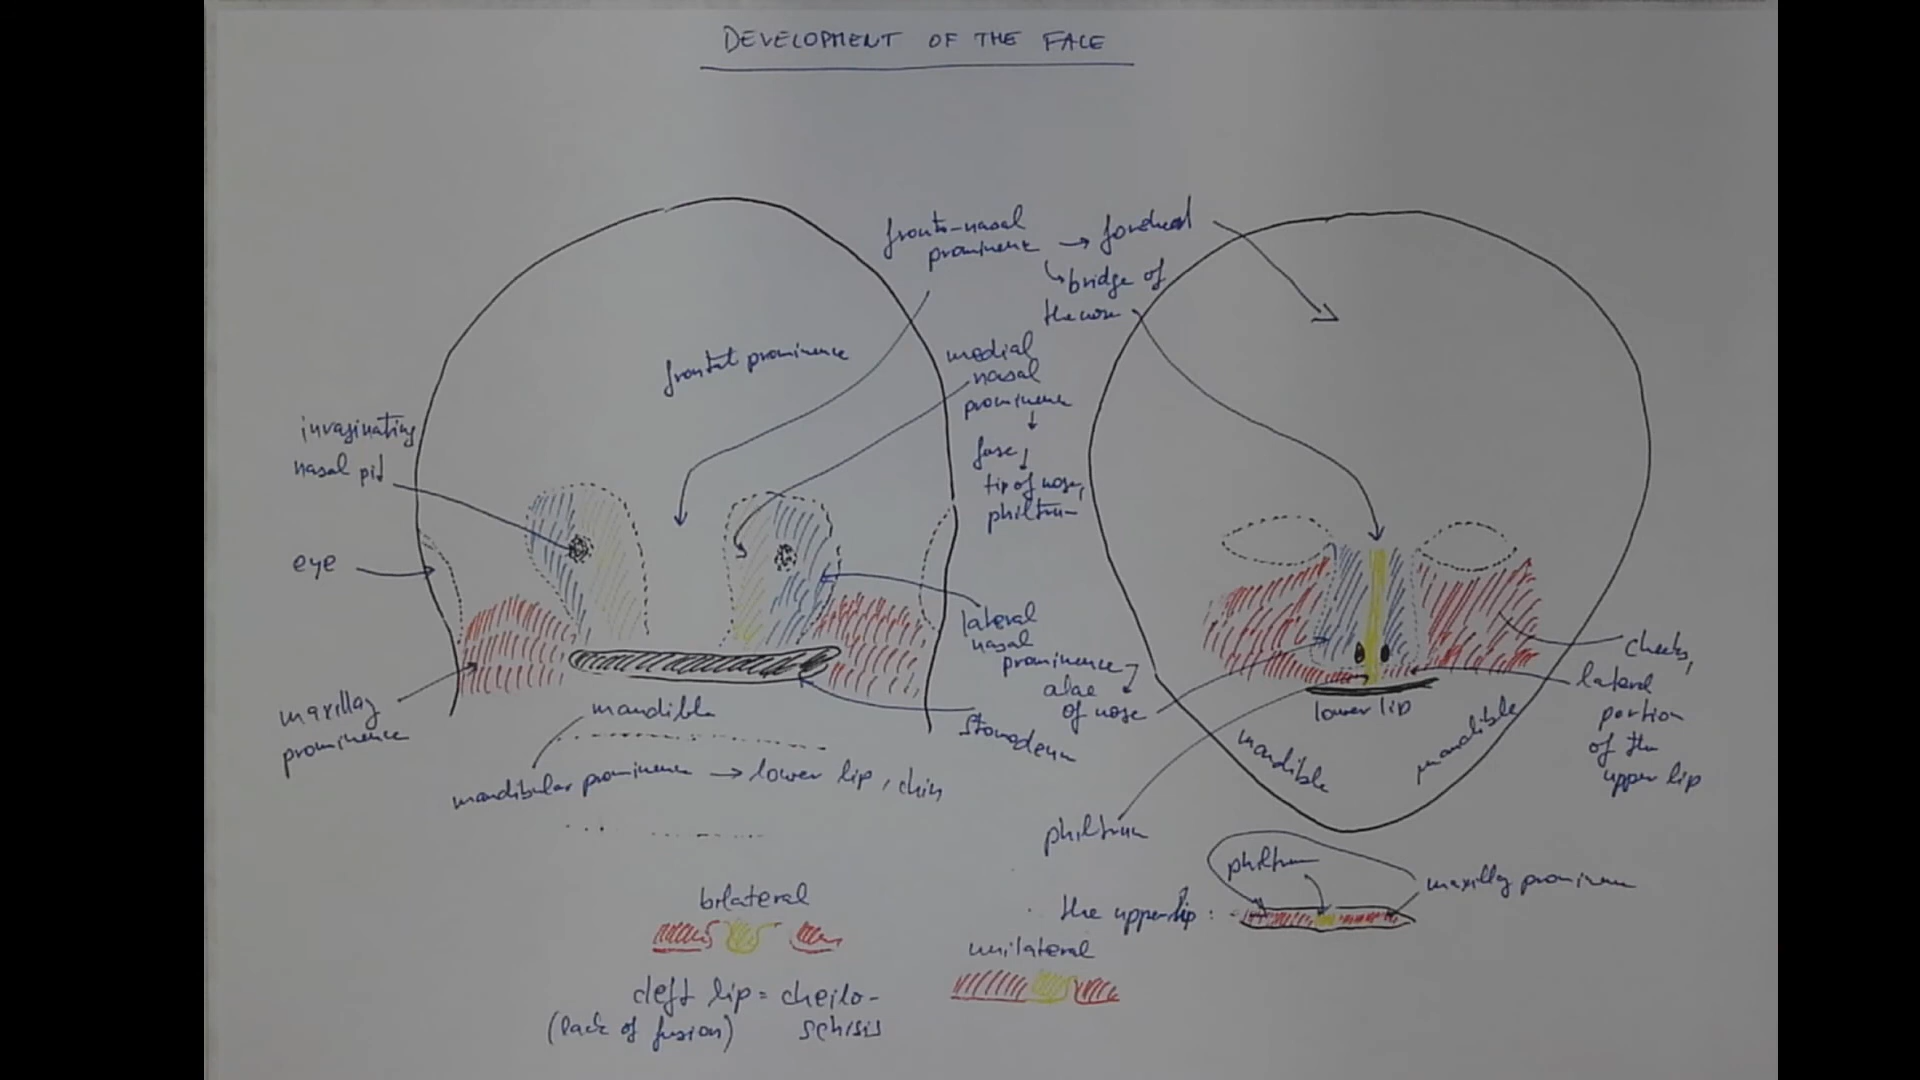 DEVELOPMENT OF THE FACE
fronto-nasal
prominence → forehead
bridge of
the nose
frontal prominence
medial
nasal
prominence
fuse
tip of nose,
philtrum
invaginating
nasal pit
eye
lateral
nasal
prominence
alae
of nose
maxillary
prominence
mandible
stomodeum
mandibular prominence → lower lip, chin
cheeks,
lateral
portion
of the
upper lip
lower lip
mandible
mandible
philtrum
philtrum
maxillary prominence
the upper lip :
bilateral
unilateral
cleft lip = cheilo-
(lack of fusion) schisis